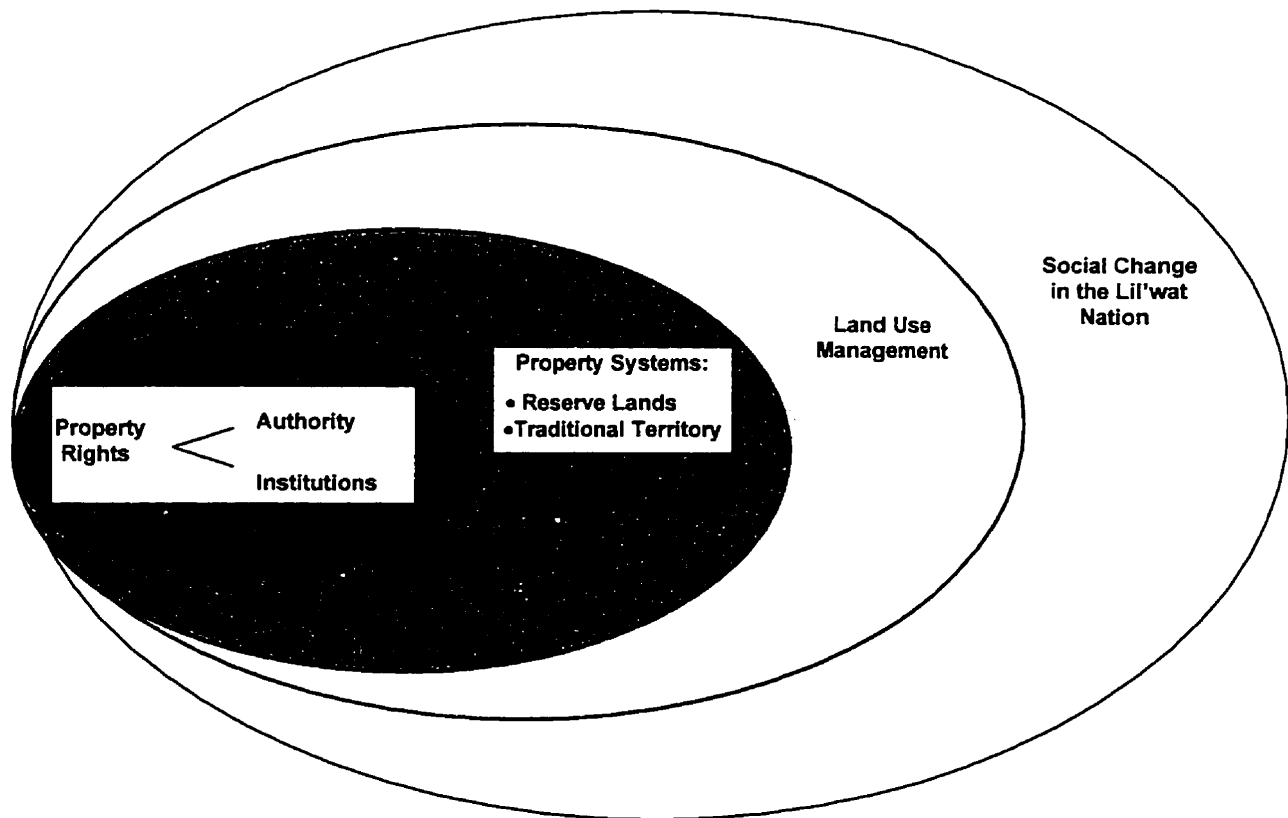 Social Change
in the Lil'wat
Nation
Land Use
Management
Property Systems:
• Reserve Lands
•Traditional Territory
Property
Rights
Authority
Institutions